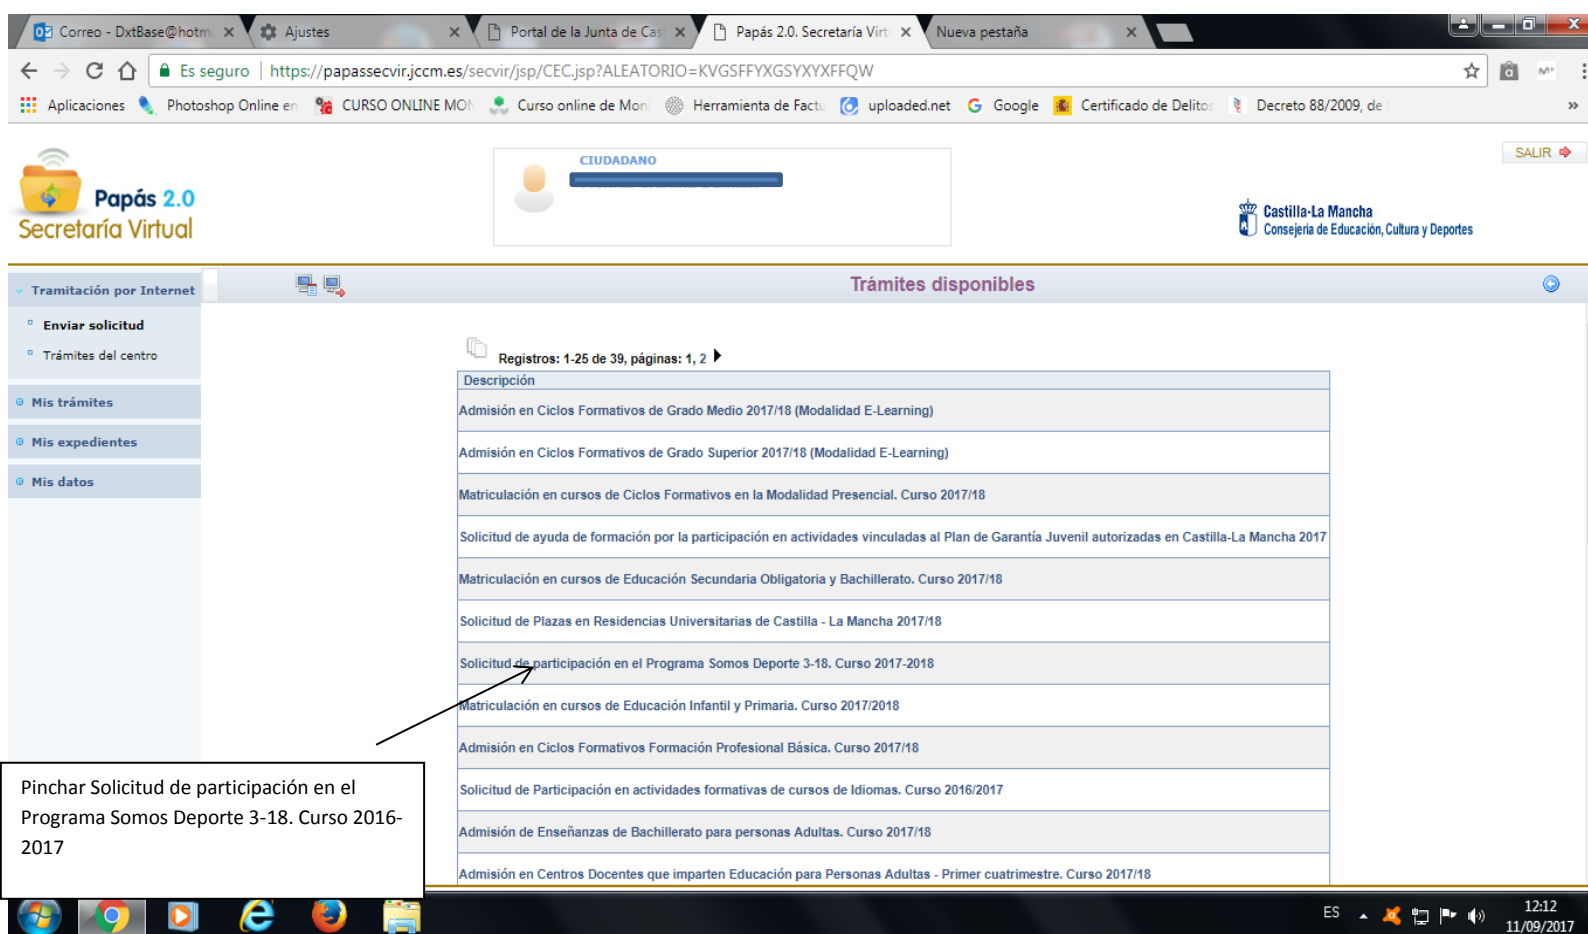 Correo - DxtBase@hotm
Ajustes
Portal de la Junta de Cas
Papás 2.0. Secretaría Virt
Nueva pestaña
Es seguro | https://papassecvir.jccm.es/secvir/jsp/CEC.jsp?ALEATORIO=KVGSFFYXGSYXYXFFQW
Aplicaciones
Photoshop Online en
CURSO ONLINE MON
Curso online de Moni
Herramienta de Factu
uploaded.net
Google
Certificado de Delitos
Decreto 88/2009, de
»
Papás 2.0
Secretaría Virtual
CIUDADANO
SALIR
Castilla-La Mancha
Consejería de Educación, Cultura y Deportes
Tramitación por Internet
Enviar solicitud
Trámites del centro
Mis trámites
Mis expedientes
Mis datos
Trámites disponibles
Registros: 1-25 de 39, páginas: 1, 2
Descripción
Admisión en Ciclos Formativos de Grado Medio 2017/18 (Modalidad E-Learning)
Admisión en Ciclos Formativos de Grado Superior 2017/18 (Modalidad E-Learning)
Matriculación en cursos de Ciclos Formativos en la Modalidad Presencial. Curso 2017/18
Solicitud de ayuda de formación por la participación en actividades vinculadas al Plan de Garantía Juvenil autorizadas en Castilla-La Mancha 2017
Matriculación en cursos de Educación Secundaria Obligatoria y Bachillerato. Curso 2017/18
Solicitud de Plazas en Residencias Universitarias de Castilla - La Mancha 2017/18
Solicitud de participación en el Programa Somos Deporte 3-18. Curso 2017-2018
Matriculación en cursos de Educación Infantil y Primaria. Curso 2017/2018
Admisión en Ciclos Formativos Formación Profesional Básica. Curso 2017/18
Solicitud de Participación en actividades formativas de cursos de Idiomas. Curso 2016/2017
Admisión de Enseñanzas de Bachillerato para personas Adultas. Curso 2017/18
Admisión en Centros Docentes que imparten Educación para Personas Adultas - Primer cuatrimestre. Curso 2017/18
Pinchar Solicitud de participación en el
Programa Somos Deporte 3-18. Curso 2016-
2017
ES
12:12
11/09/2017